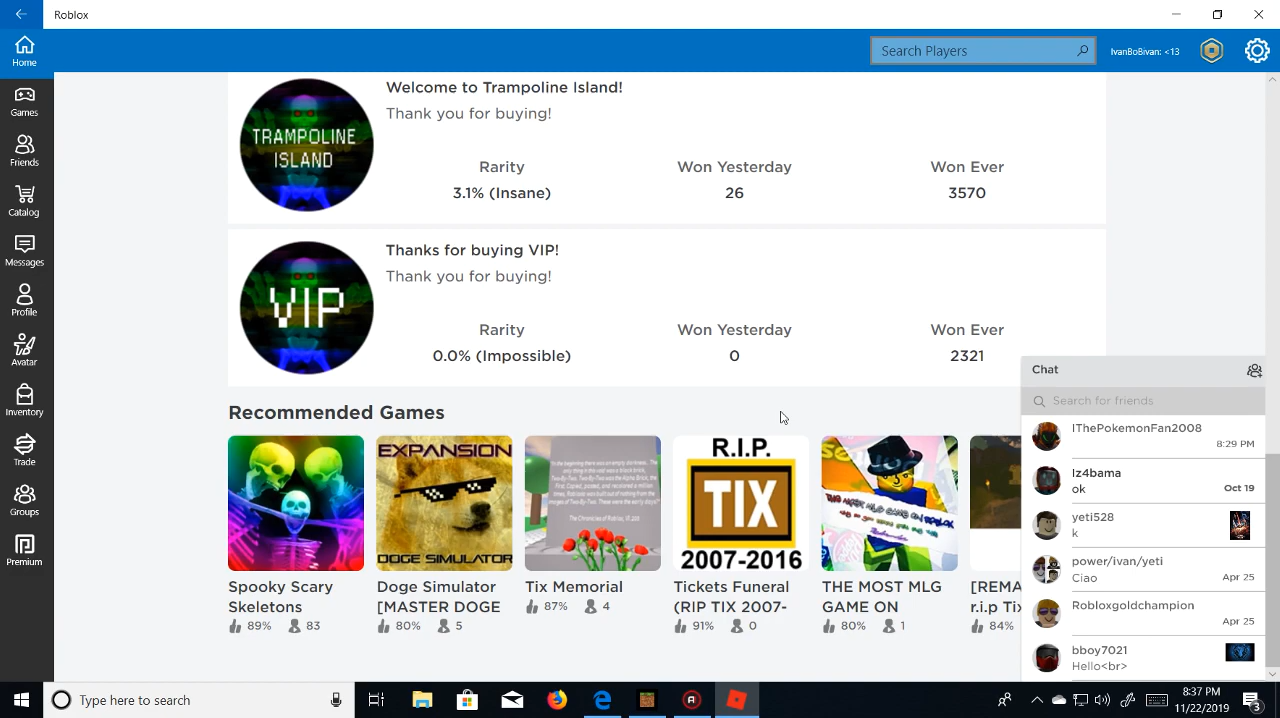 Roblox
Home
Search Players
IvanBoBivan: <13
Games
Friends
Catalog
Messages
Profile
Avatar
Inventory
Trade
Groups
Premium
TRAMPOLINE
ISLAND
Welcome to Trampoline Island!
Thank you for buying!
Rarity
Won Yesterday
Won Ever
3.1% (Insane)
26
3570
VIP
Thanks for buying VIP!
Thank you for buying!
Rarity
Won Yesterday
Won Ever
0.0% (Impossible)
0
2321
Recommended Games
EXPANSION
DOGE SIMULATOR
R.I.P.
TIX
2007-2016
Spooky Scary
Skeletons
89% 83
Doge Simulator
[MASTER DOGE
80% 5
Tix Memorial
87% 4
Tickets Funeral
(RIP TIX 2007-
91% 0
THE MOST MLG
GAME ON
80% 1
[REMA
r.i.p Tix
84%
Chat
Search for friends
IThePokemonFan2008
8:29 PM
lz4bama
ok
Oct 19
yeti528
k
power/ivan/yeti
Ciao
Apr 25
Robloxgoldchampion
Apr 25
bboy7021
Hello<br>
Type here to search
8:37 PM
11/22/2019
3